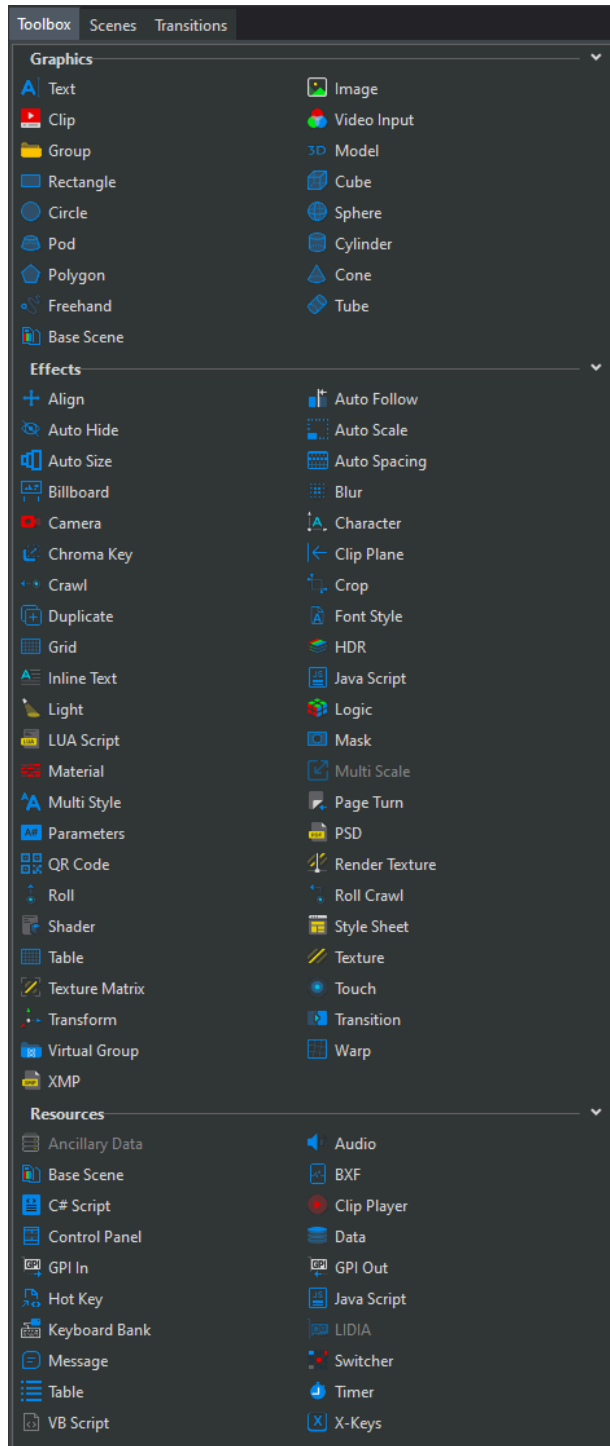 Toolbox Scenes Transitions
Graphics
Text Image
Clip Video Input
Group 3D Model
Rectangle Cube
Circle Sphere
Pod Cylinder
Polygon Cone
Freehand Tube
Base Scene
Effects
Align Auto Follow
Auto Hide Auto Scale
Auto Size Auto Spacing
Billboard Blur
Camera Character
Chroma Key Clip Plane
Crawl Crop
Duplicate Font Style
Grid HDR
Inline Text Java Script
Light Logic
LUA Script Mask
Material Multi Scale
Multi Style Page Turn
Parameters PSD
QR Code Render Texture
Roll Roll Crawl
Shader Style Sheet
Table Texture
Texture Matrix Touch
Transform Transition
Virtual Group Warp
XMP
Resources
Ancillary Data Audio
Base Scene BXF
C# Script Clip Player
Control Panel Data
GPI GPI In GPI GPI Out
Hot Key Java Script
Keyboard Bank LIDIA
Message Switcher
Table Timer
VB Script X X-Keys